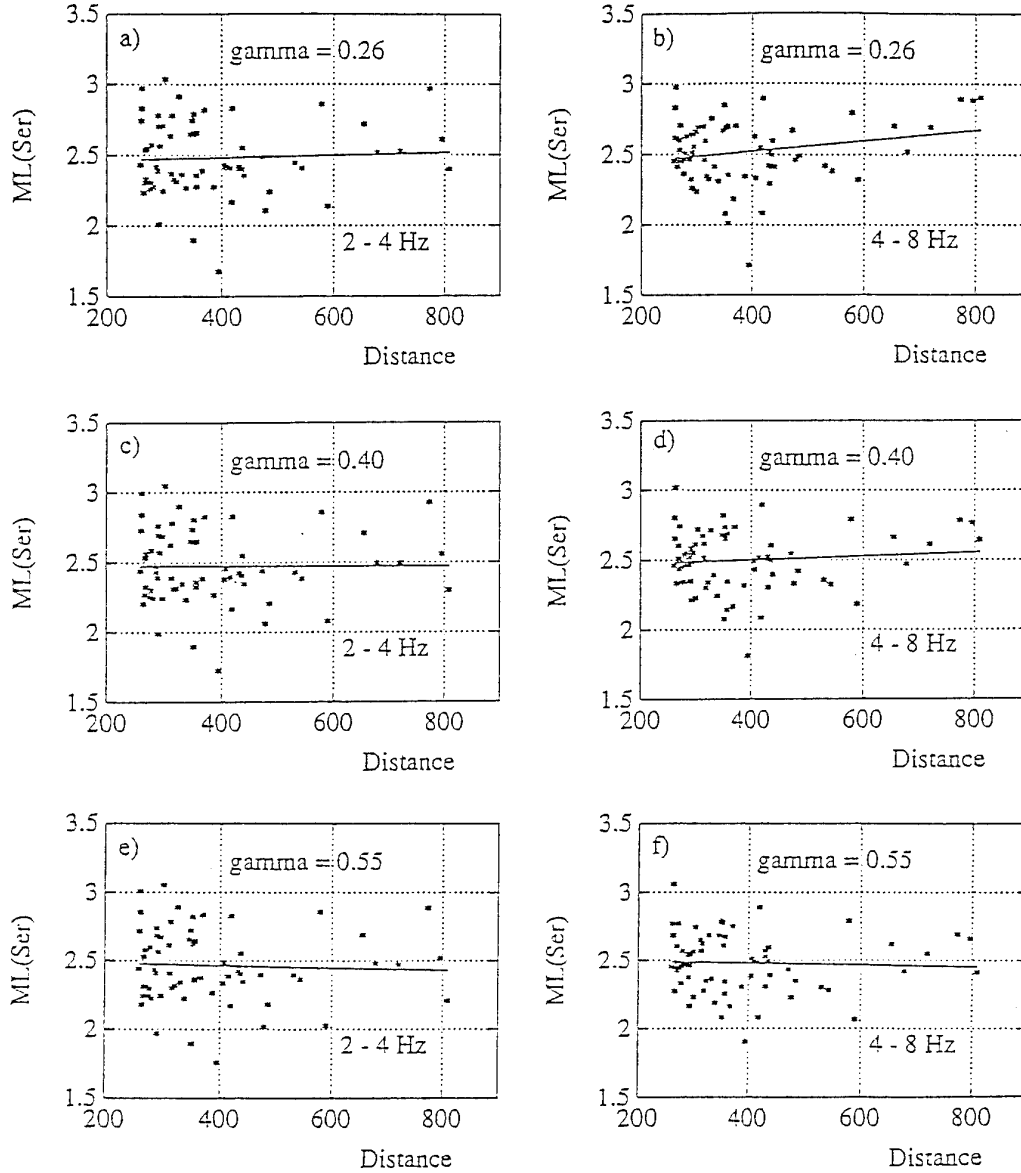 a)
gamma = 0.26
2 - 4 Hz
ML(Ser)
3.5
3
2.5
2
1.5
200
400
600
800
Distance
b)
gamma = 0.26
4 - 8 Hz
ML(Ser)
3.5
3
2.5
2
1.5
200
400
600
800
Distance
c)
gamma = 0.40
2 - 4 Hz
ML(Ser)
3.5
3
2.5
2
1.5
200
400
600
800
Distance
d)
gamma = 0.40
4 - 8 Hz
ML(Ser)
3.5
3
2.5
2
1.5
200
400
600
800
Distance
e)
gamma = 0.55
2 - 4 Hz
ML(Ser)
3.5
3
2.5
2
1.5
200
400
600
800
Distance
f)
gamma = 0.55
4 - 8 Hz
ML(Ser)
3.5
3
2.5
2
1.5
200
400
600
800
Distance